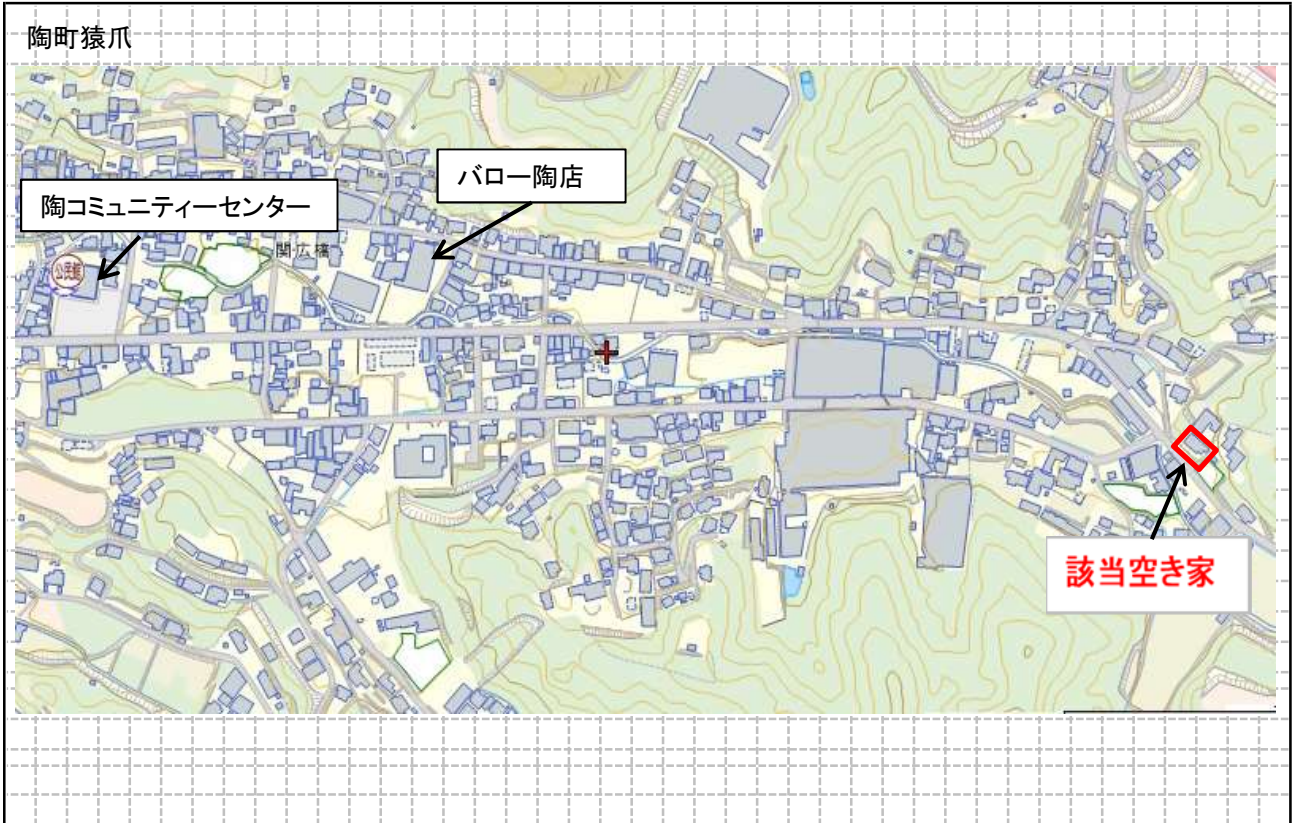 陶町猿爪
バロー陶店
陶コミュニティーセンター
関広橋
公民館
該当空き家